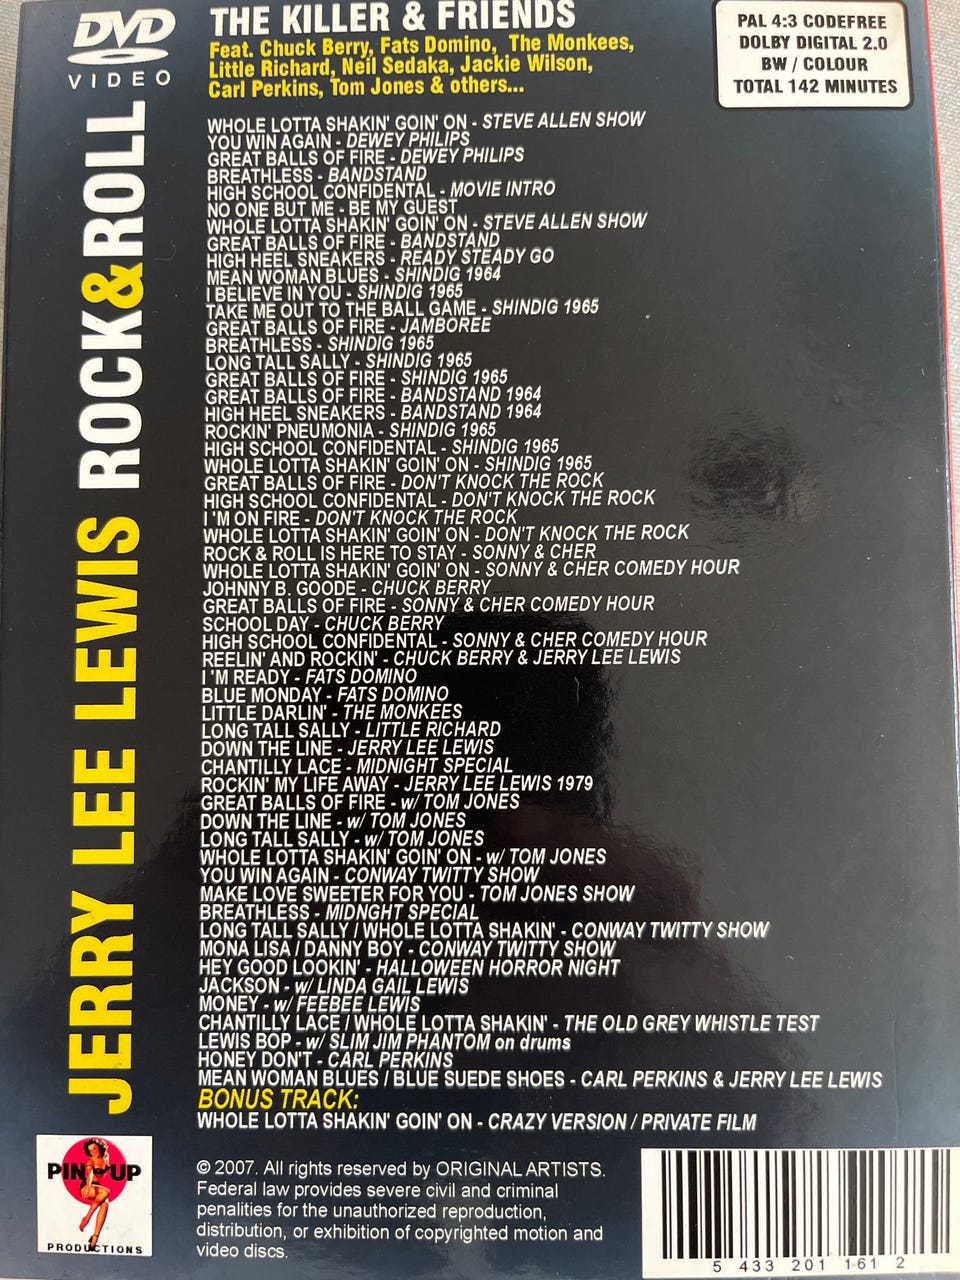 DVD
VIDEO
JERRY LEE LEWIS ROCK&ROLL
THE KILLER & FRIENDS
Feat. Chuck Berry, Fats Domino, The Monkees,
Little Richard, Neil Sedaka, Jackie Wilson,
Carl Perkins, Tom Jones & others...
PAL 4:3 CODEFREE
DOLBY DIGITAL 2.0
BW / COLOUR
TOTAL 142 MINUTES
WHOLE LOTTA SHAKIN' GOIN' ON - STEVE ALLEN SHOW
YOU WIN AGAIN - DEWEY PHILIPS
GREAT BALLS OF FIRE - DEWEY PHILIPS
BREATHLESS - BANDSTAND
HIGH SCHOOL CONFIDENTAL - MOVIE INTRO
NO ONE BUT ME - BE MY GUEST
WHOLE LOTTA SHAKIN' GOIN' ON - STEVE ALLEN SHOW
GREAT BALLS OF FIRE - BANDSTAND
HIGH HEEL SNEAKERS - READY STEADY GO
MEAN WOMAN BLUES - SHINDIG 1964
I BELIEVE IN YOU - SHINDIG 1965
TAKE ME OUT TO THE BALL GAME - SHINDIG 1965
GREAT BALLS OF FIRE - JAMBOREE
BREATHLESS - SHINDIG 1965
LONG TALL SALLY - SHINDIG 1965
GREAT BALLS OF FIRE - SHINDIG 1965
GREAT BALLS OF FIRE - BANDSTAND 1964
HIGH HEEL SNEAKERS - BANDSTAND 1964
ROCKIN' PNEUMONIA - SHINDIG 1965
HIGH SCHOOL CONFIDENTAL - SHINDIG 1965
WHOLE LOTTA SHAKIN' GOIN' ON - SHINDIG 1965
GREAT BALLS OF FIRE - DON'T KNOCK THE ROCK
HIGH SCHOOL CONFIDENTAL - DON'T KNOCK THE ROCK
I 'M ON FIRE - DON'T KNOCK THE ROCK
WHOLE LOTTA SHAKIN' GOIN' ON - DON'T KNOCK THE ROCK
ROCK & ROLL IS HERE TO STAY - SONNY & CHER
WHOLE LOTTA SHAKIN' GOIN' ON - SONNY & CHER COMEDY HOUR
JOHNNY B. GOODE - CHUCK BERRY
GREAT BALLS OF FIRE - SONNY & CHER COMEDY HOUR
SCHOOL DAY - CHUCK BERRY
HIGH SCHOOL CONFIDENTAL - SONNY & CHER COMEDY HOUR
REELIN' AND ROCKIN' - CHUCK BERRY & JERRY LEE LEWIS
I 'M READY - FATS DOMINO
BLUE MONDAY - FATS DOMINO
LITTLE DARLIN' - THE MONKEES
LONG TALL SALLY - LITTLE RICHARD
DOWN THE LINE - JERRY LEE LEWIS
CHANTILLY LACE - MIDNIGHT SPECIAL
ROCKIN' MY LIFE AWAY - JERRY LEE LEWIS 1979
GREAT BALLS OF FIRE - w/ TOM JONES
DOWN THE LINE - w/ TOM JONES
LONG TALL SALLY - w/ TOM JONES
WHOLE LOTTA SHAKIN' GOIN' ON - w/ TOM JONES
YOU WIN AGAIN - CONWAY TWITTY SHOW
MAKE LOVE SWEETER FOR YOU - TOM JONES SHOW
BREATHLESS - MIDNGHT SPECIAL
LONG TALL SALLY / WHOLE LOTTA SHAKIN' - CONWAY TWITTY SHOW
MONA LISA / DANNY BOY - CONWAY TWITTY SHOW
HEY GOOD LOOKIN' - HALLOWEEN HORROR NIGHT
JACKSON - w/ LINDA GAIL LEWIS
MONEY - w/ FEEBEE LEWIS
CHANTILLY LACE / WHOLE LOTTA SHAKIN' - THE OLD GREY WHISTLE TEST
LEWIS BOP - w/ SLIM JIM PHANTOM on drums
HONEY DON'T - CARL PERKINS
MEAN WOMAN BLUES / BLUE SUEDE SHOES - CARL PERKINS & JERRY LEE LEWIS
BONUS TRACK:
WHOLE LOTTA SHAKIN' GOIN' ON - CRAZY VERSION / PRIVATE FILM
PIN UP
PRODUCTIONS
© 2007. All rights reserved by ORIGINAL ARTISTS.
Federal law provides severe civil and criminal
penalties for the unauthorized reproduction,
distribution, or exhibition of copyrighted motion and
video discs.
5 433 201 161 2